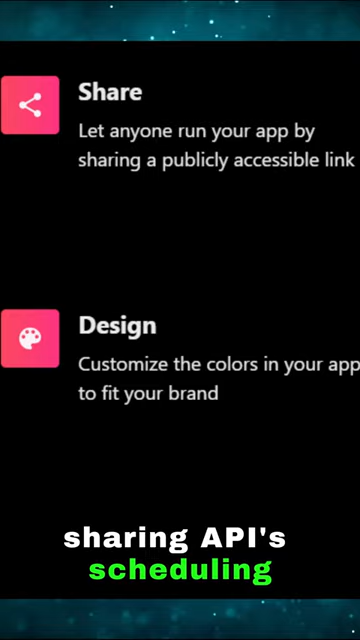 Share
Let anyone run your app by
sharing a publicly accessible link
Design
Customize the colors in your app
to fit your brand
sharing API's
scheduling